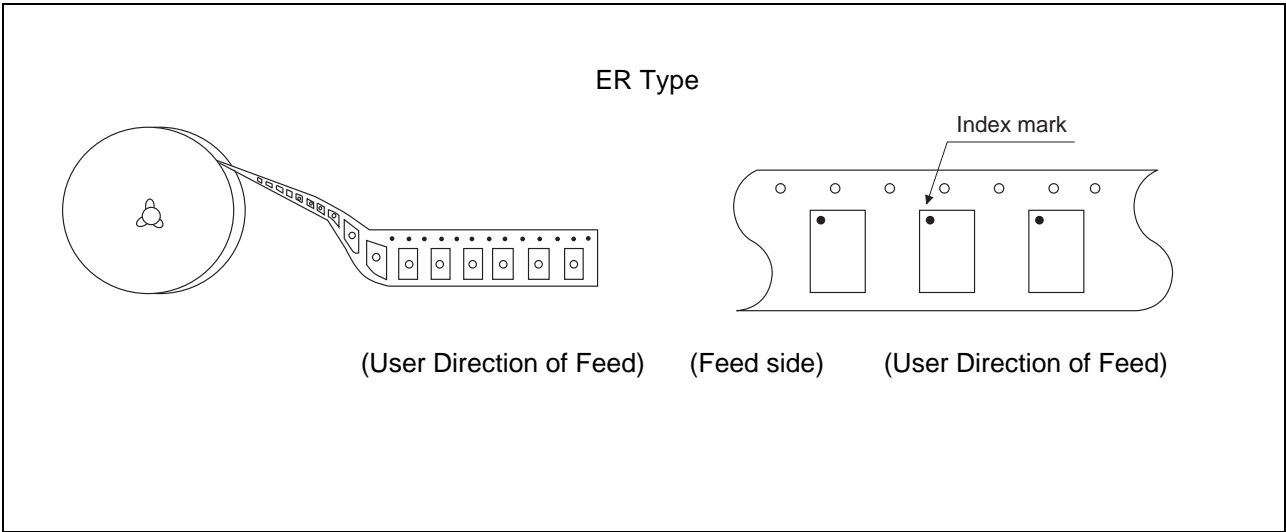 ER Type
Index mark
(User Direction of Feed)
(Feed side)
(User Direction of Feed)